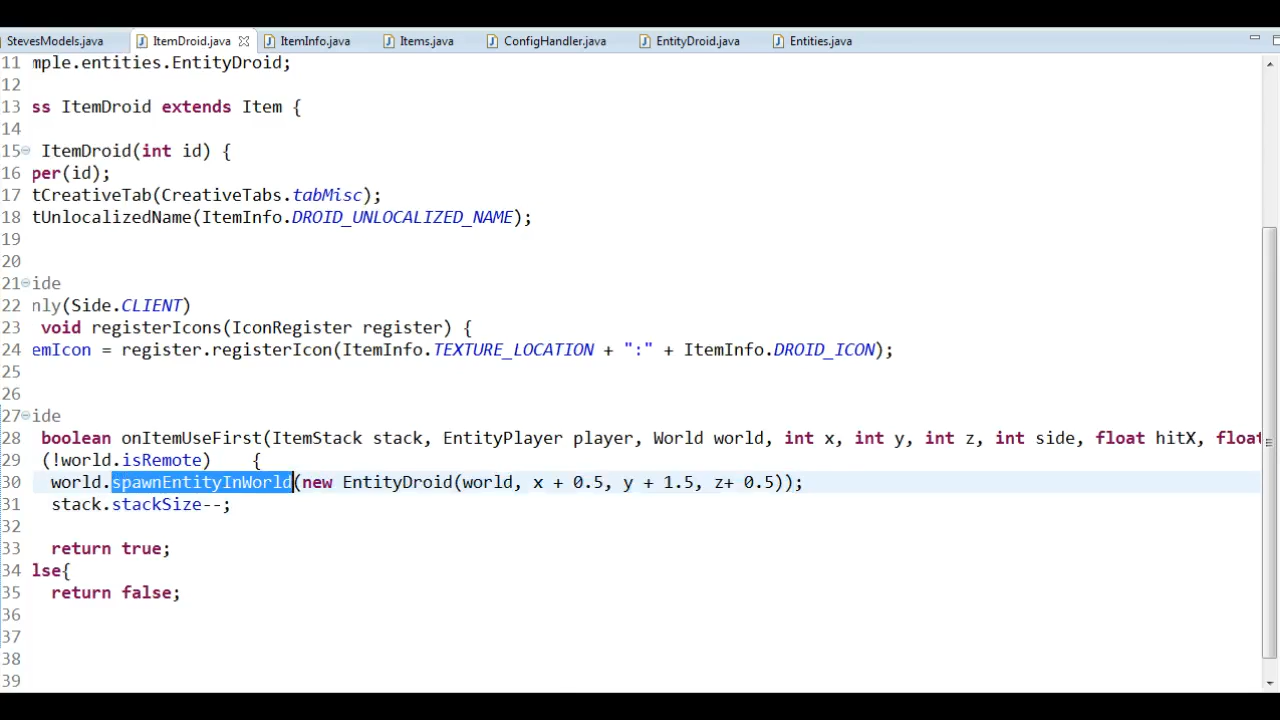 StevesModels.java ItemDroid.java ItemInfo.java Items.java ConfigHandler.java EntityDroid.java Entities.java
11 mple.entities.EntityDroid;
12
13 ss ItemDroid extends Item {
14
15 ItemDroid(int id) {
16 per(id);
17 tCreativeTab(CreativeTabs.tabMisc);
18 tUnlocalizedName(ItemInfo.DROID_UNLOCALIZED_NAME);
19
20
21 ide
22 nly(Side.CLIENT)
23 void registerIcons(IconRegister register) {
24 emIcon = register.registerIcon(ItemInfo.TEXTURE_LOCATION + ":" + ItemInfo.DROID_ICON);
25
26
27 ide
28 boolean onItemUseFirst(ItemStack stack, EntityPlayer player, World world, int x, int y, int z, int side, float hitX, float
29 (!world.isRemote) {
30 world.spawnEntityInWorld(new EntityDroid(world, x + 0.5, y + 1.5, z+ 0.5));
31 stack.stackSize--;
32
33 return true;
34 lse{
35 return false;
36
37
38
39